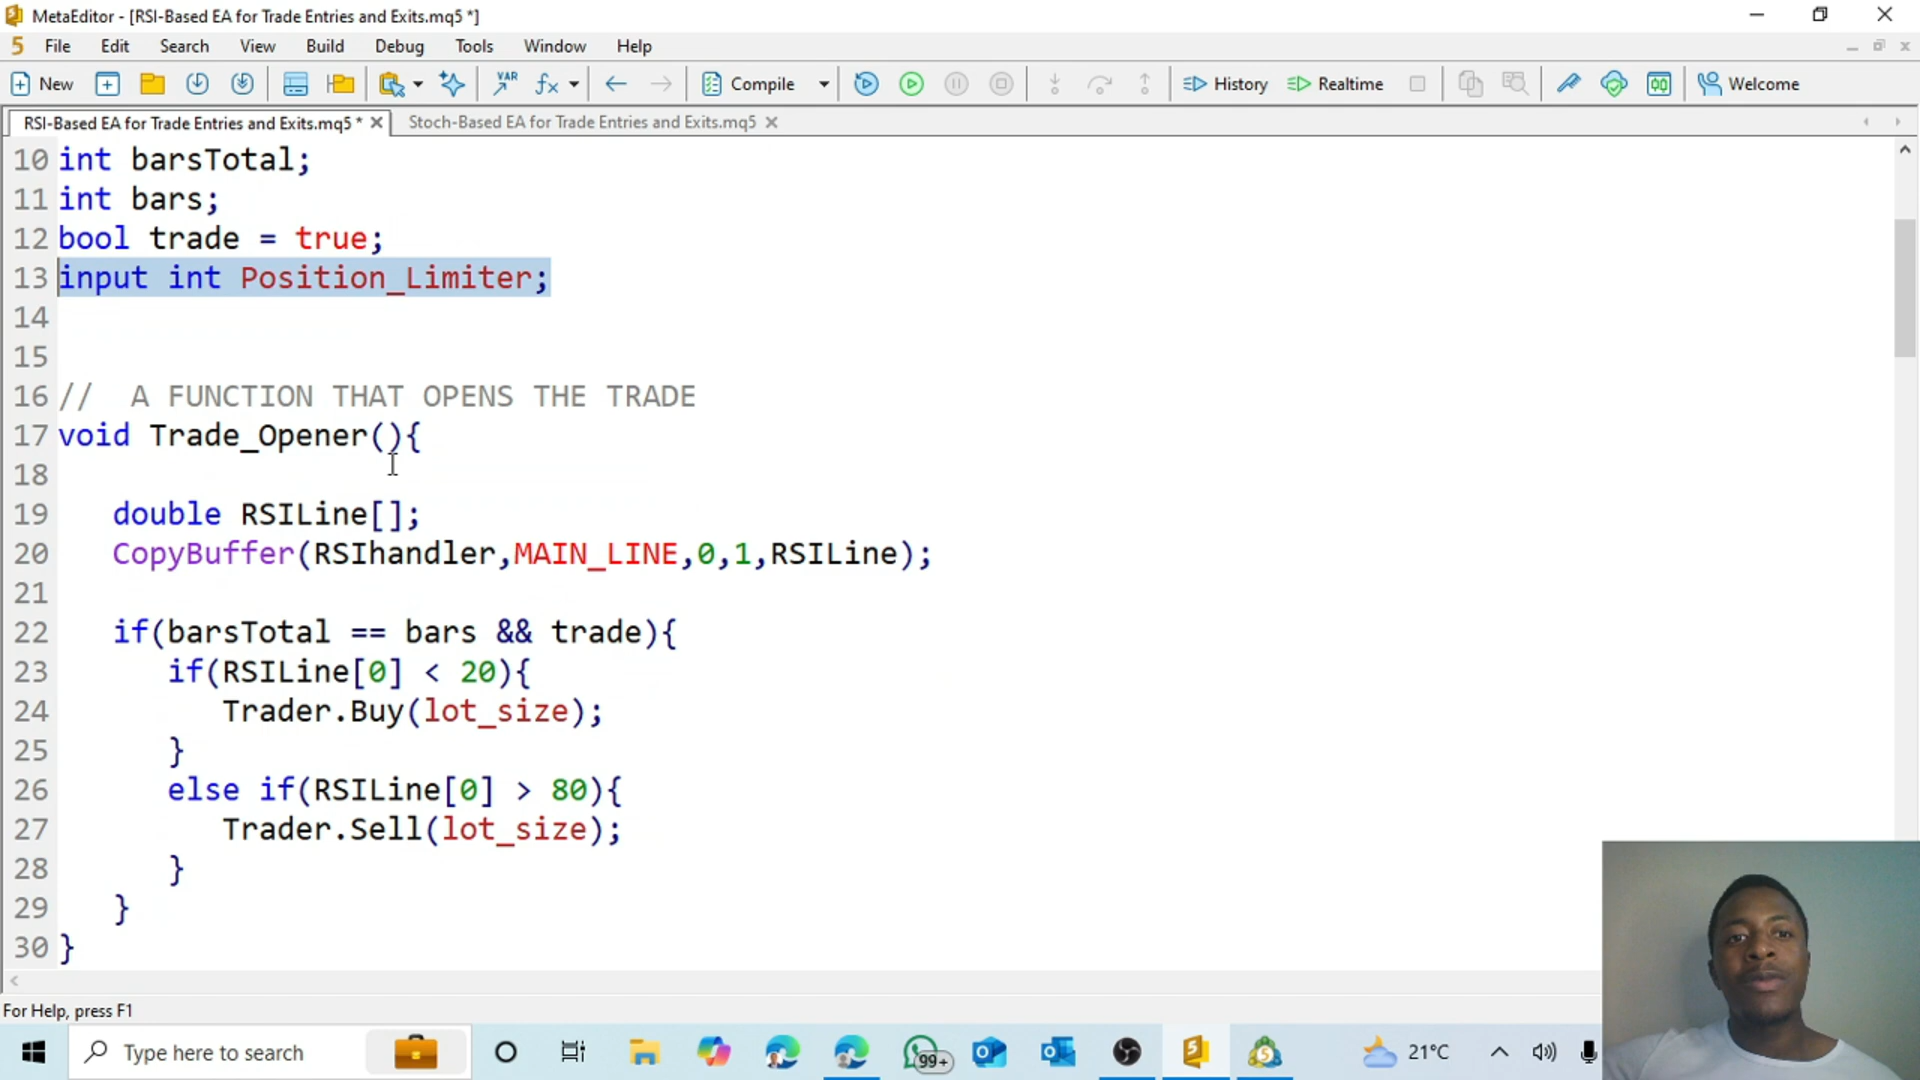 MetaEditor - [RSI-Based EA for Trade Entries and Exits.mq5 *]
5 File Edit Search View Build Debug Tools Window Help
New VAR fx Compile History Realtime Welcome
RSI-Based EA for Trade Entries and Exits.mq5 * Stoch-Based EA for Trade Entries and Exits.mq5
10 int barsTotal;
11 int bars;
12 bool trade = true;
13 input int Position_Limiter;
14
15
16 // A FUNCTION THAT OPENS THE TRADE
17 void Trade_Opener(){
18
19 double RSILine[];
20 CopyBuffer(RSIhandler,MAIN_LINE,0,1,RSILine);
21
22 if(barsTotal == bars && trade){
23 if(RSILine[0] < 20){
24 Trader.Buy(lot_size);
25 }
26 else if(RSILine[0] > 80){
27 Trader.Sell(lot_size);
28 }
29 }
30 }
For Help, press F1
Type here to search 99+ 21°C